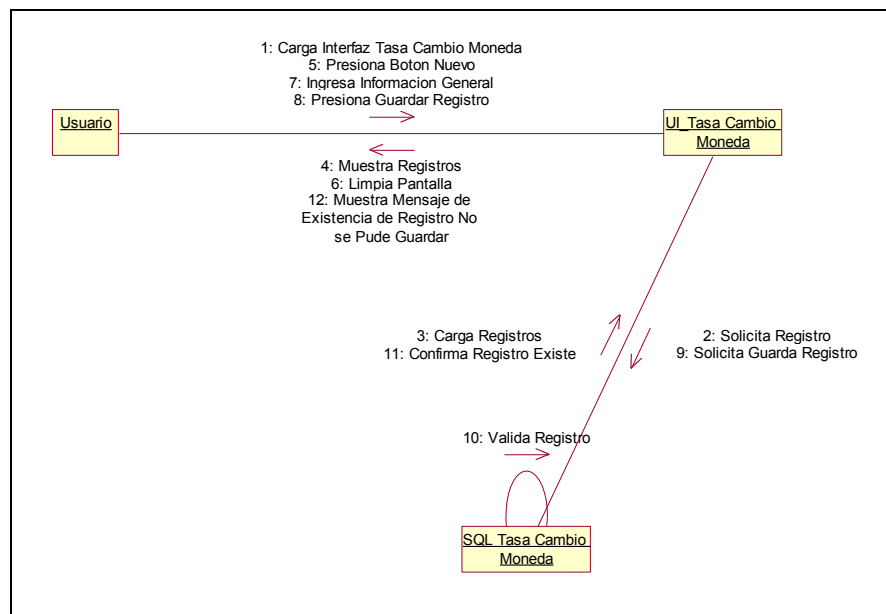 1: Carga Interfaz Tasa Cambio Moneda
5: Presiona Boton Nuevo
7: Ingresa Informacion General
8: Presiona Guardar Registro
Usuario
UI_Tasa Cambio
Moneda
4: Muestra Registros
6: Limpia Pantalla
12: Muestra Mensaje de
Existencia de Registro No
se Pude Guardar
3: Carga Registros
11: Confirma Registro Existe
2: Solicita Registro
9: Solicita Guarda Registro
10: Valida Registro
SQL_Tasa Cambio
Moneda